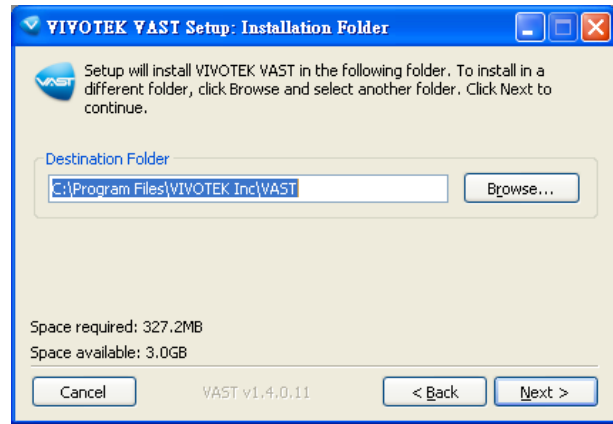 VIVOTEK VAST Setup: Installation Folder
VAST
Setup will install VIVOTEK VAST in the following folder. To install in a
different folder, click Browse and select another folder. Click Next to
continue.
Destination Folder
C:\Program Files\VIVOTEK Inc\VAST
Browse...
Space required: 327.2MB
Space available: 3.0GB
Cancel VAST v1.4.0.11 < Back Next >